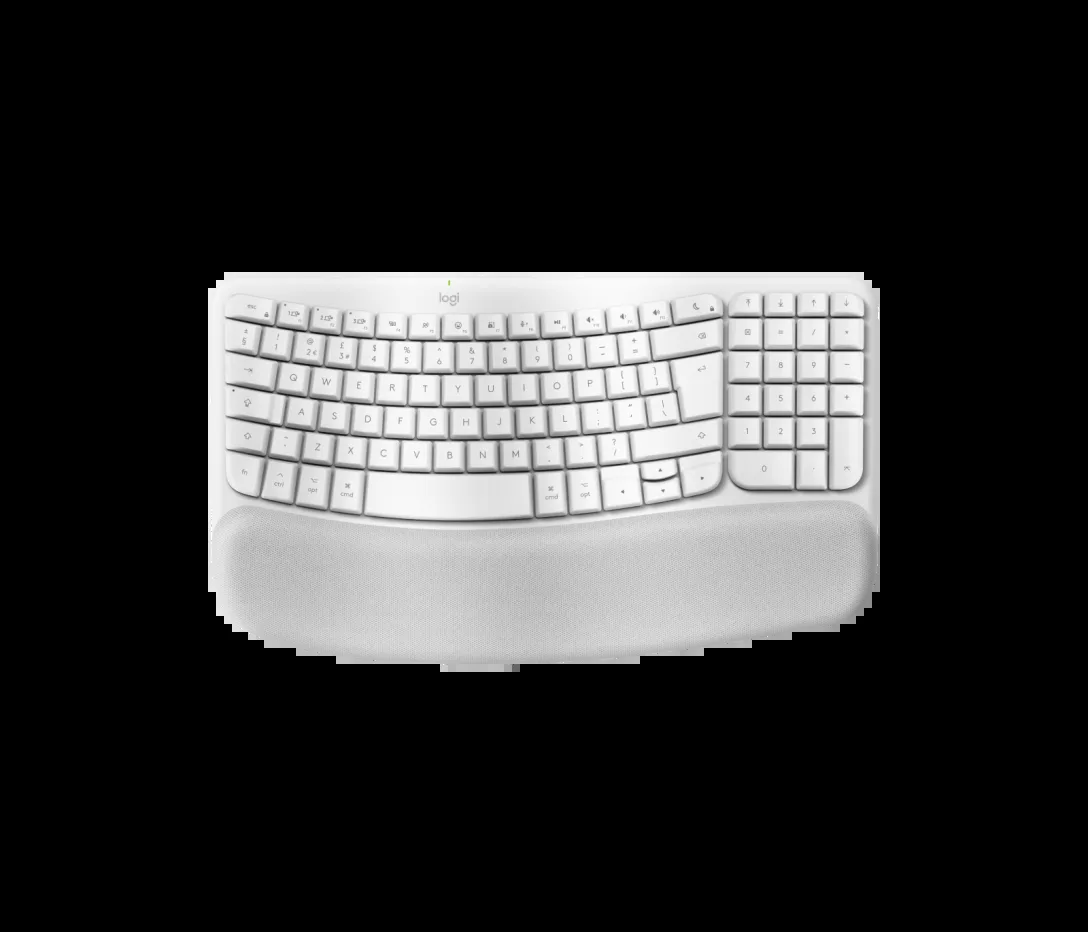 logi
esc
± ! @ £ $ % ^ & * ( ) _ +
§ 1 2 € 3 # 4 5 6 7 8 9 0 - = = / *
Q W E R T Y U I O P { } 7 8 9 −
[ ]
A S D F G H J K L : " | 4 5 6 +
; ' \
~ Z X C V B N M < > ? 1 2 3
` , . /
fn ctrl opt cmd cmd opt 0 .